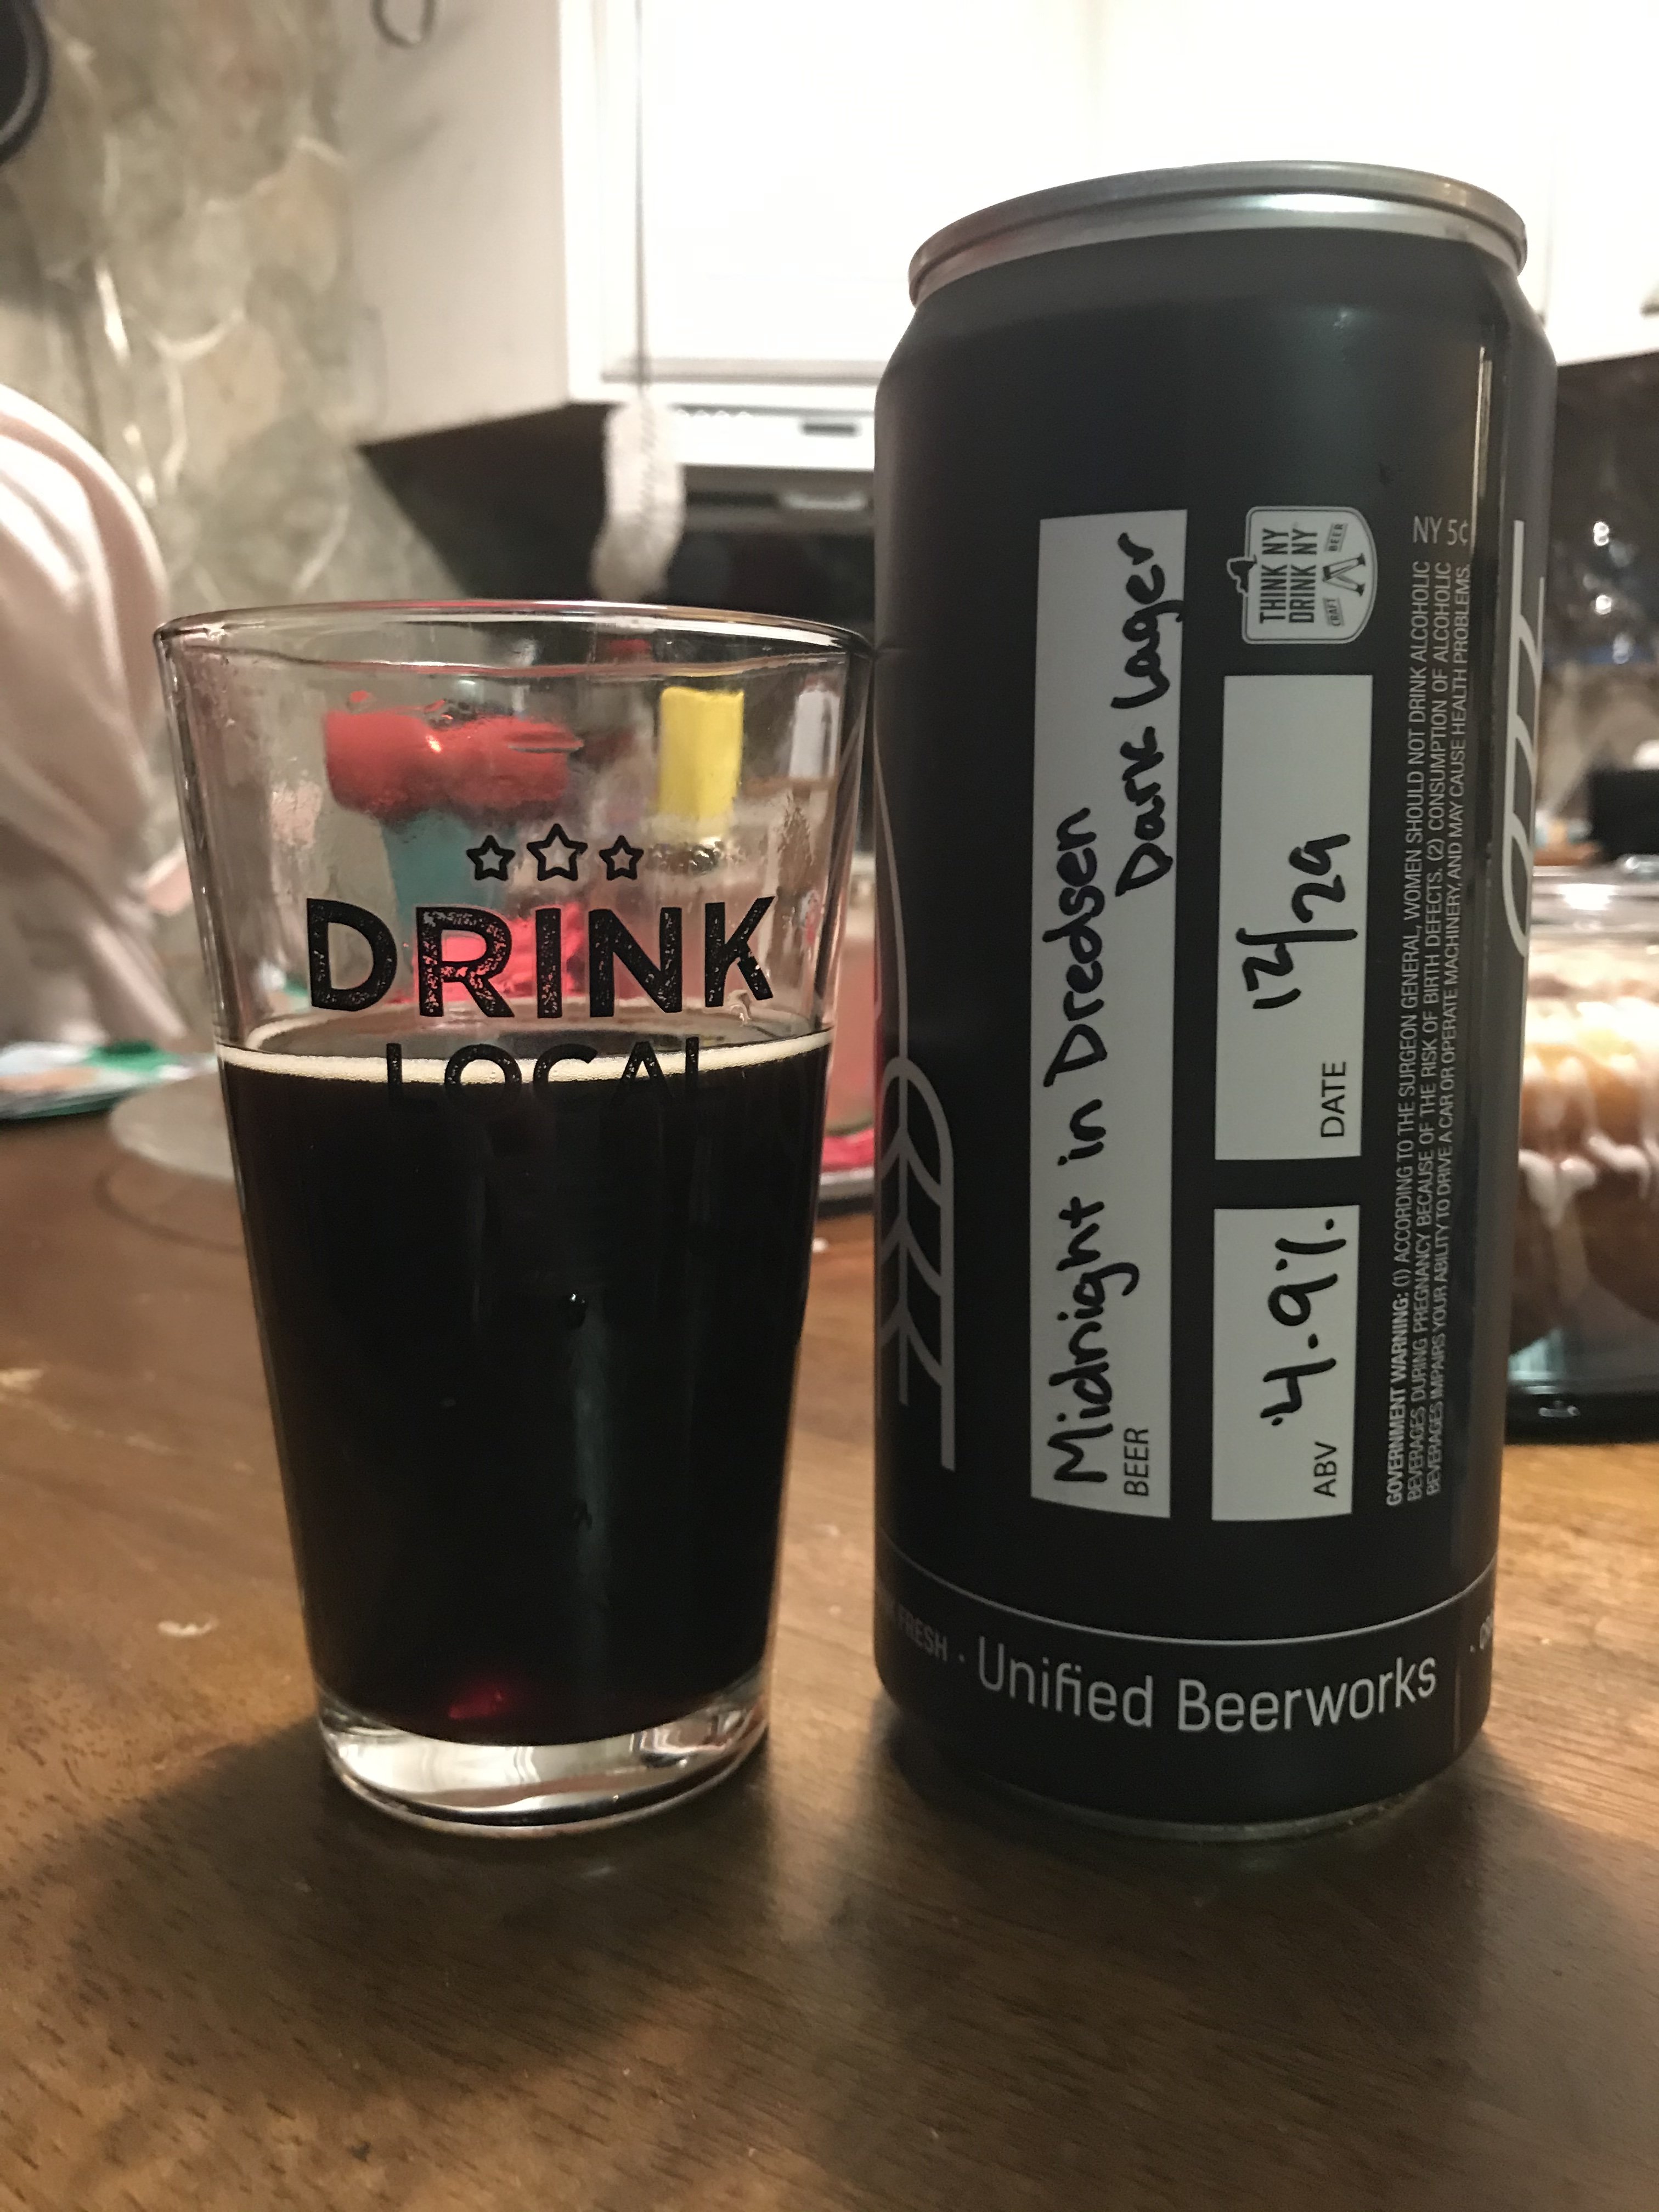 DRINK
LOCAL
Midnight in Dredsen
Dark Lager
BEER
4.9%
ABV
12/29
DATE
THINK NY
DRINK NY
CRAFT BEER
NY 5¢
GOVERNMENT WARNING: (1) ACCORDING TO THE SURGEON GENERAL, WOMEN SHOULD NOT DRINK ALCOHOLIC
BEVERAGES DURING PREGNANCY BECAUSE OF THE RISK OF BIRTH DEFECTS. (2) CONSUMPTION OF ALCOHOLIC
BEVERAGES IMPAIRS YOUR ABILITY TO DRIVE A CAR OR OPERATE MACHINERY, AND MAY CAUSE HEALTH PROBLEMS.
FRESH · Unified Beerworks ·